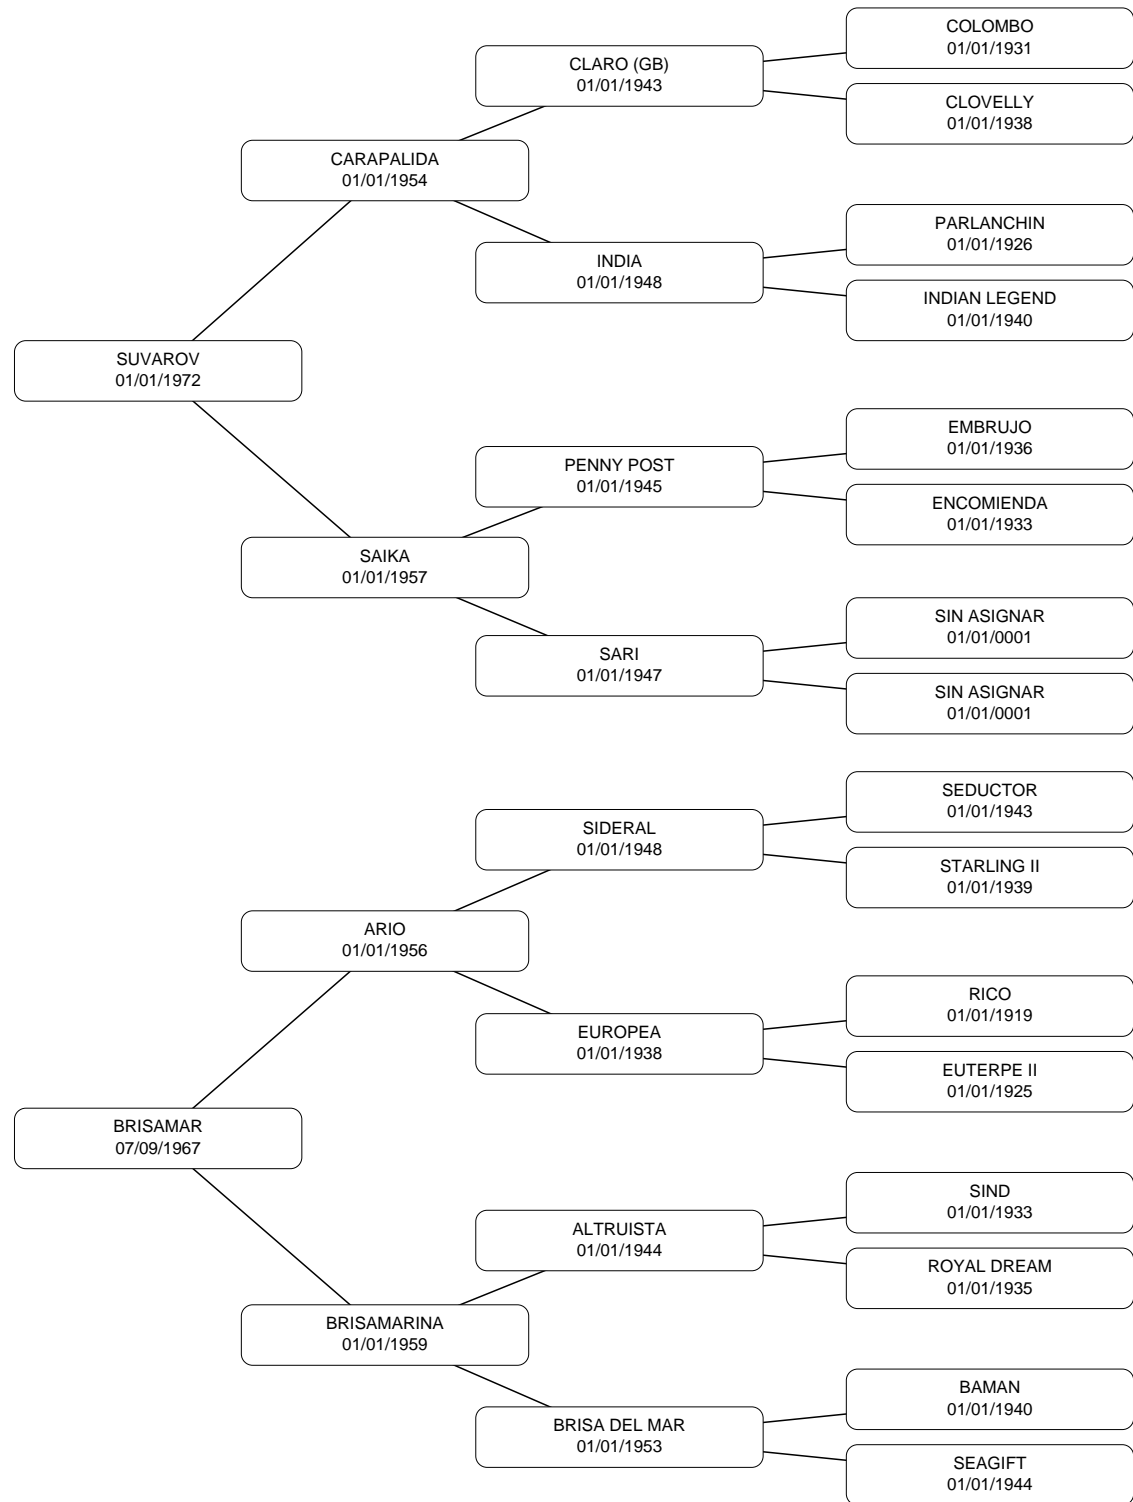 COLOMBO
01/01/1931
CLARO (GB)
01/01/1943
CLOVELLY
01/01/1938
CARAPALIDA
01/01/1954
PARLANCHIN
01/01/1926
INDIA
01/01/1948
INDIAN LEGEND
01/01/1940
SUVAROV
01/01/1972
EMBRUJO
01/01/1936
PENNY POST
01/01/1945
ENCOMIENDA
01/01/1933
SAIKA
01/01/1957
SIN ASIGNAR
01/01/0001
SARI
01/01/1947
SIN ASIGNAR
01/01/0001
SEDUCTOR
01/01/1943
SIDERAL
01/01/1948
STARLING II
01/01/1939
ARIO
01/01/1956
RICO
01/01/1919
EUROPEA
01/01/1938
EUTERPE II
01/01/1925
BRISAMAR
07/09/1967
SIND
01/01/1933
ALTRUISTA
01/01/1944
ROYAL DREAM
01/01/1935
BRISAMARINA
01/01/1959
BAMAN
01/01/1940
BRISA DEL MAR
01/01/1953
SEAGIFT
01/01/1944